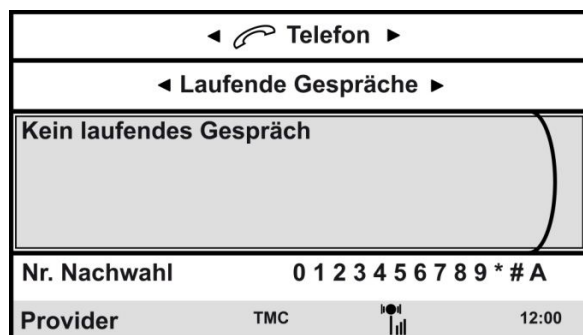 Telefon
Laufende Gespräche
Kein laufendes Gespräch
Nr. Nachwahl 0 1 2 3 4 5 6 7 8 9 * # A
Provider TMC 12:00